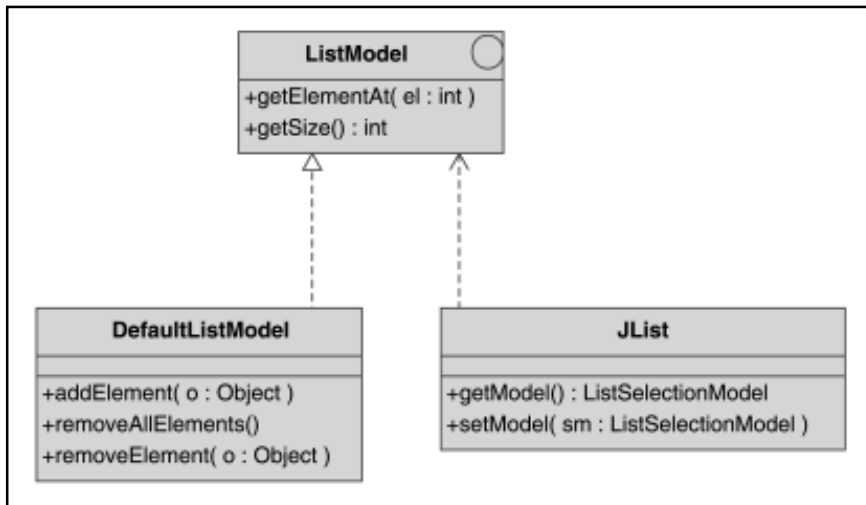 ListModel
+getElementAt( el : int )
+getSize() : int
DefaultListModel
+addElement( o : Object )
+removeAllElements()
+removeElement( o : Object )
JList
+getModel() : ListSelectionModel
+setModel( sm : ListSelectionModel )